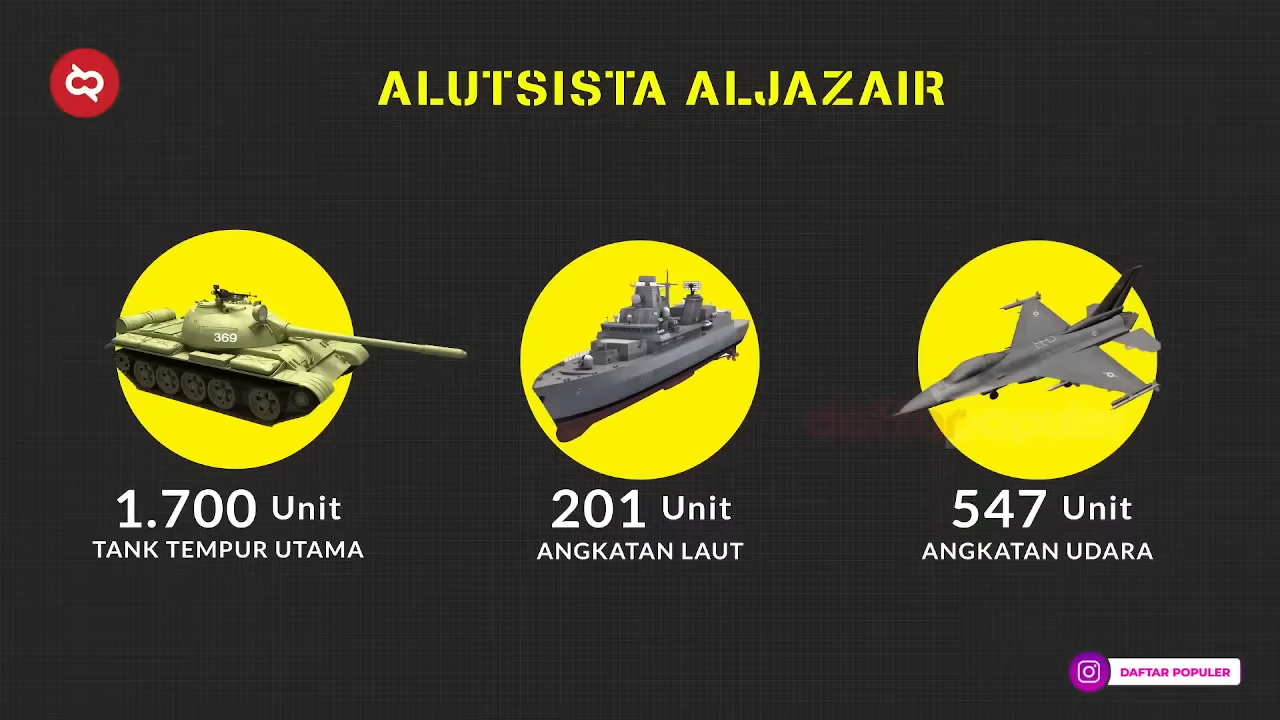 ALUTSISTA ALJAZAIR
369
1.700 Unit
TANK TEMPUR UTAMA
201 Unit
ANGKATAN LAUT
547 Unit
ANGKATAN UDARA
DAFTAR POPULER